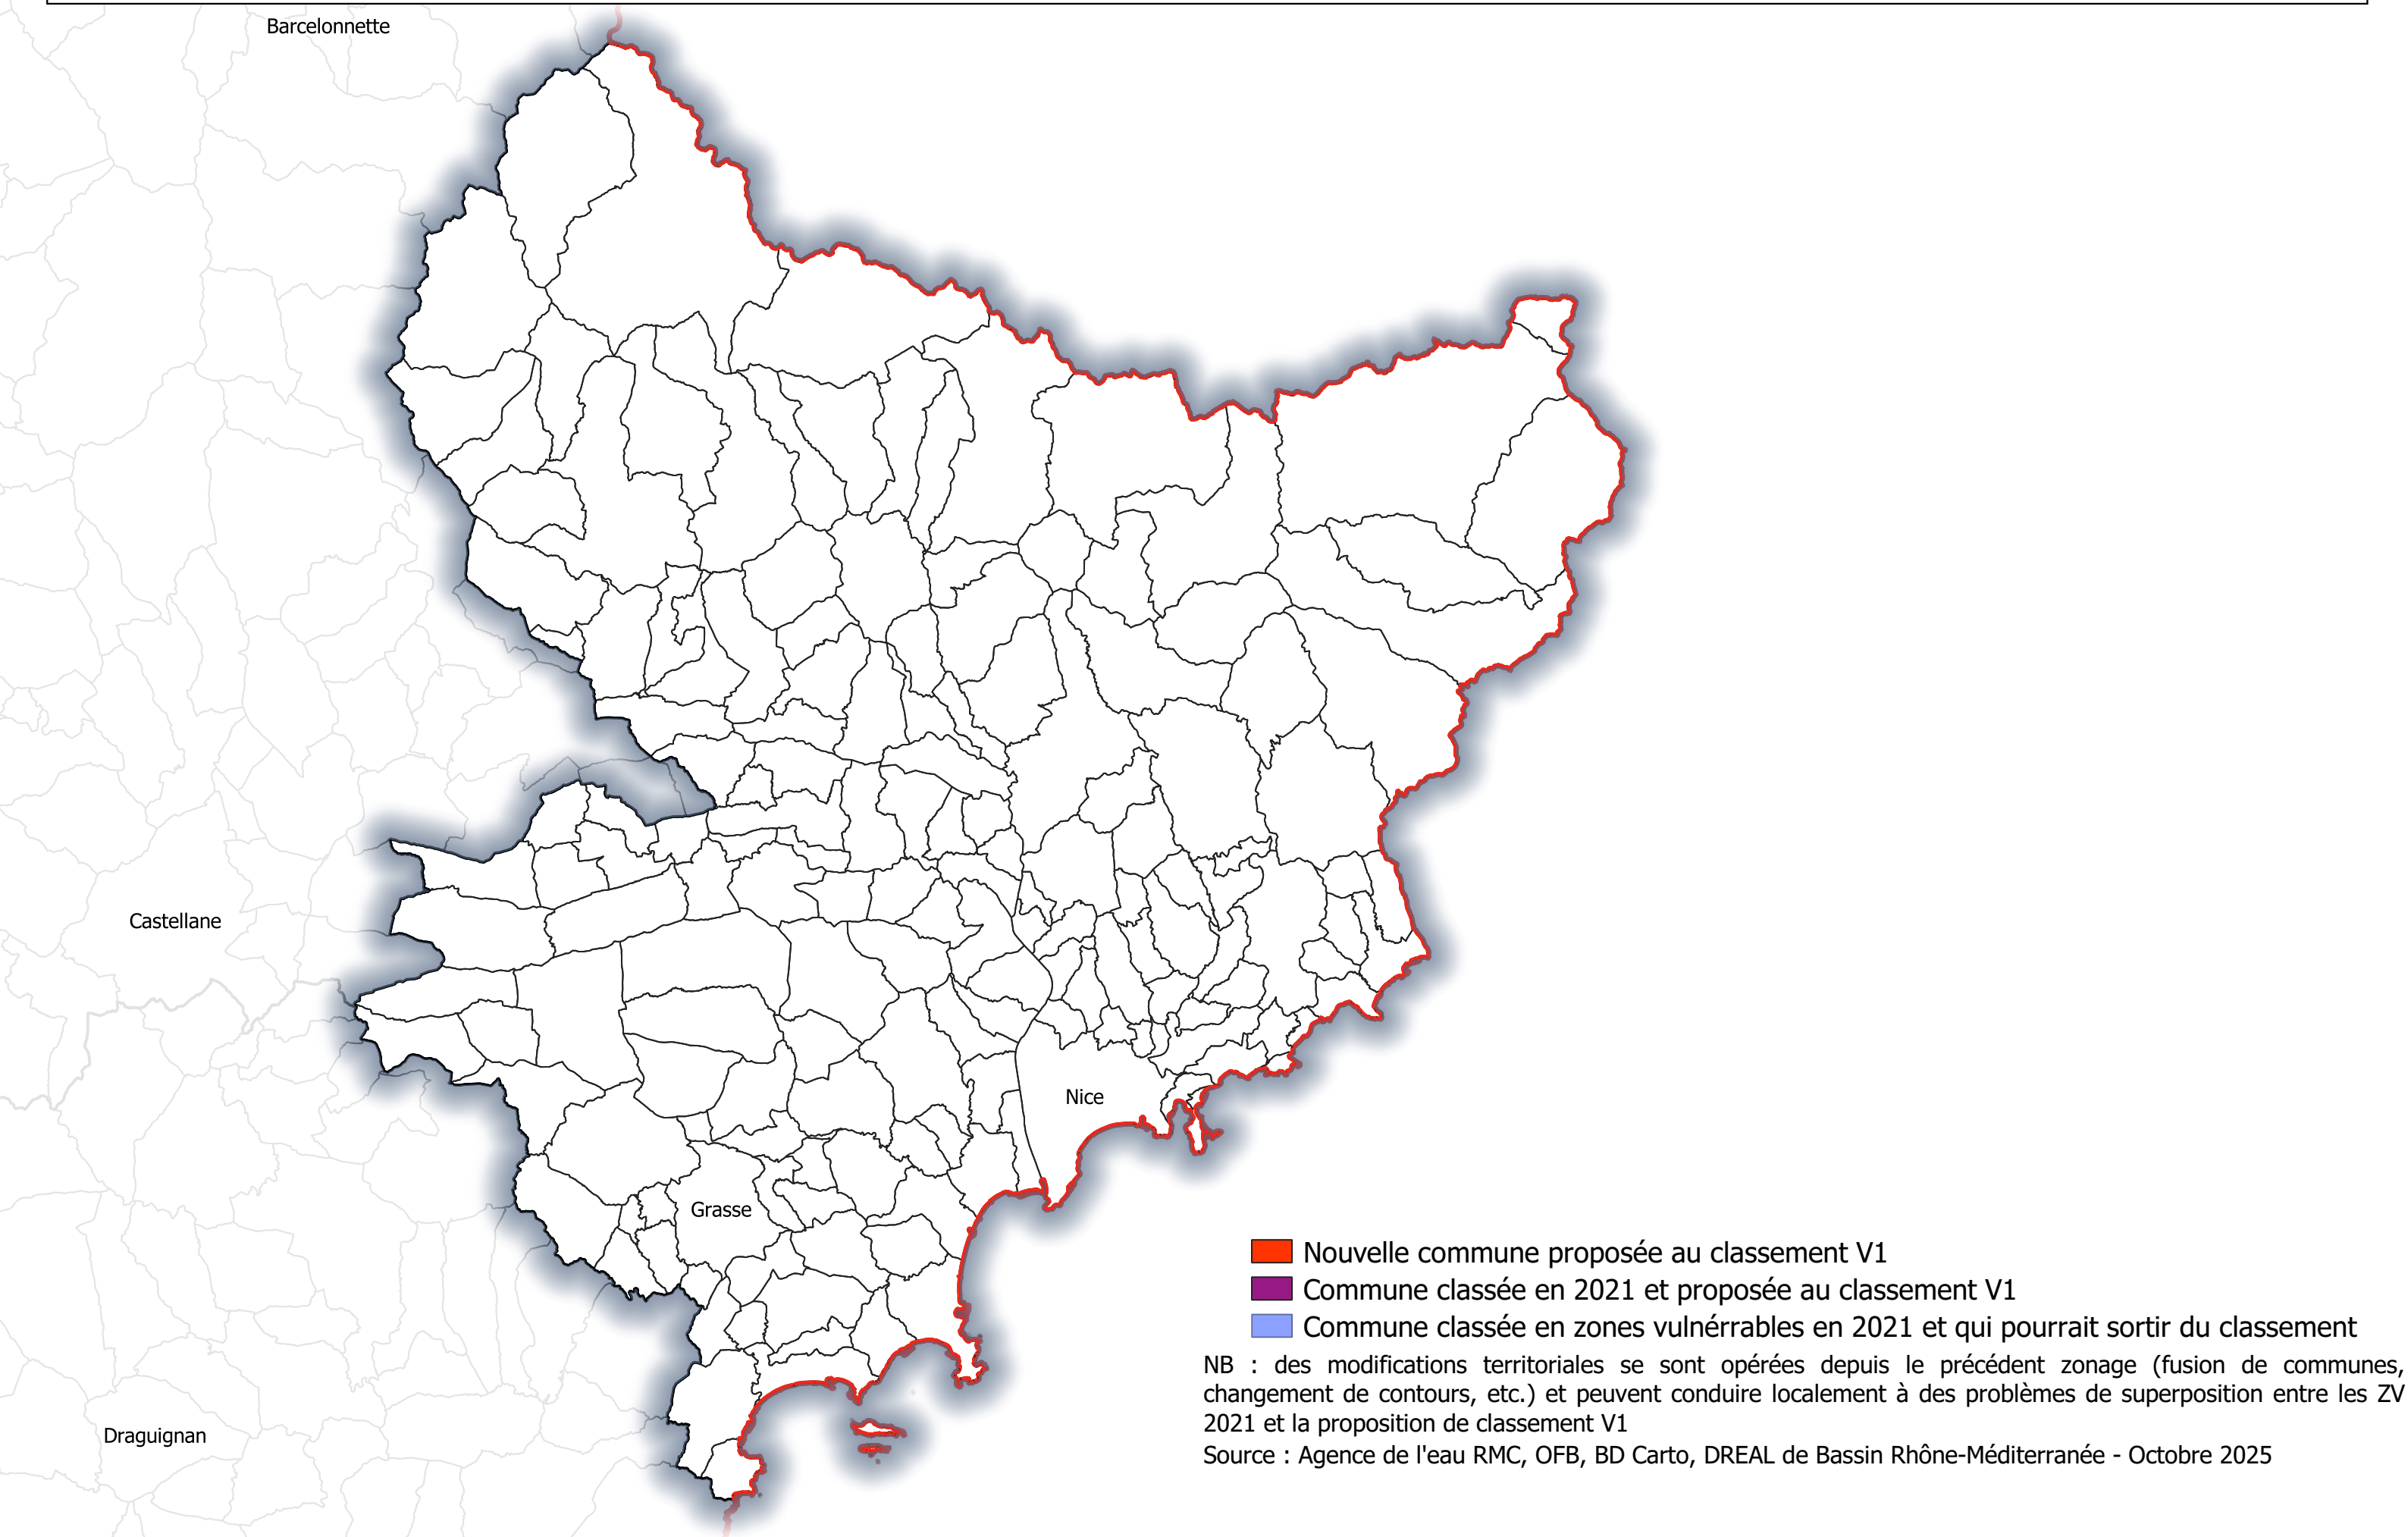 Barcelonnette
Castellane
Nice
Grasse
Draguignan
Nouvelle commune proposée au classement V1
Commune classée en 2021 et proposée au classement V1
Commune classée en zones vulnérrables en 2021 et qui pourrait sortir du classement
NB : des modifications territoriales se sont opérées depuis le précédent zonage (fusion de communes,
changement de contours, etc.) et peuvent conduire localement à des problèmes de superposition entre les ZV
2021 et la proposition de classement V1
Source : Agence de l'eau RMC, OFB, BD Carto, DREAL de Bassin Rhône-Méditerranée - Octobre 2025